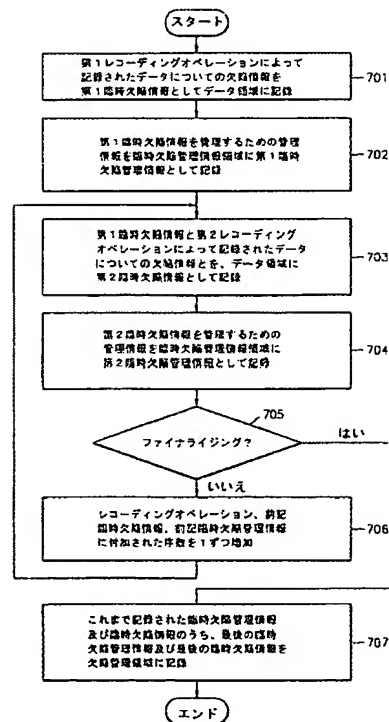 スタート
第1レコーディングオペレーションによって
記録されたデータについての欠陥情報を
第1臨時欠陥情報としてデータ領域に記録
701
第1臨時欠陥情報を管理するための管理
情報を臨時欠陥管理情報領域に第1臨時
欠陥管理情報として記録
702
第1臨時欠陥情報と第2レコーディング
オペレーションによって記録されたデータ
についての欠陥情報とを、データ領域に
第2臨時欠陥情報として記録
703
第2臨時欠陥情報を管理するための
管理情報を臨時欠陥管理情報領域に
第2臨時欠陥管理情報として記録
704
705
ファイナライジング?
はい
いいえ
レコーディングオペレーション、前記
臨時欠陥情報、前記臨時欠陥管理情報
に付加された序数を1ずつ増加
706
これまで記録された臨時欠陥管理情報
及び臨時欠陥情報のうち、最後の臨時
欠陥管理情報及び最後の臨時欠陥情報を
欠陥管理領域に記録
707
エンド